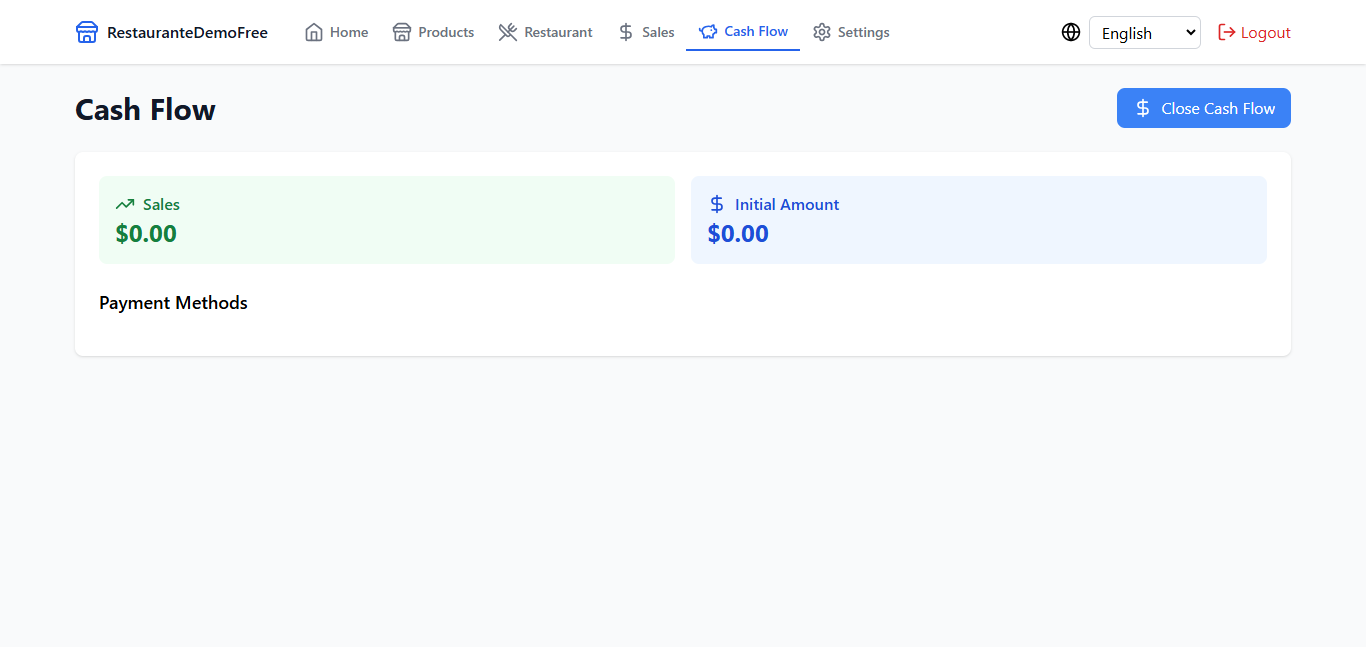 RestauranteDemoFree Home Products Restaurant Sales Cash Flow Settings English Logout
Cash Flow
Close Cash Flow
Sales
$0.00
Initial Amount
$0.00
Payment Methods